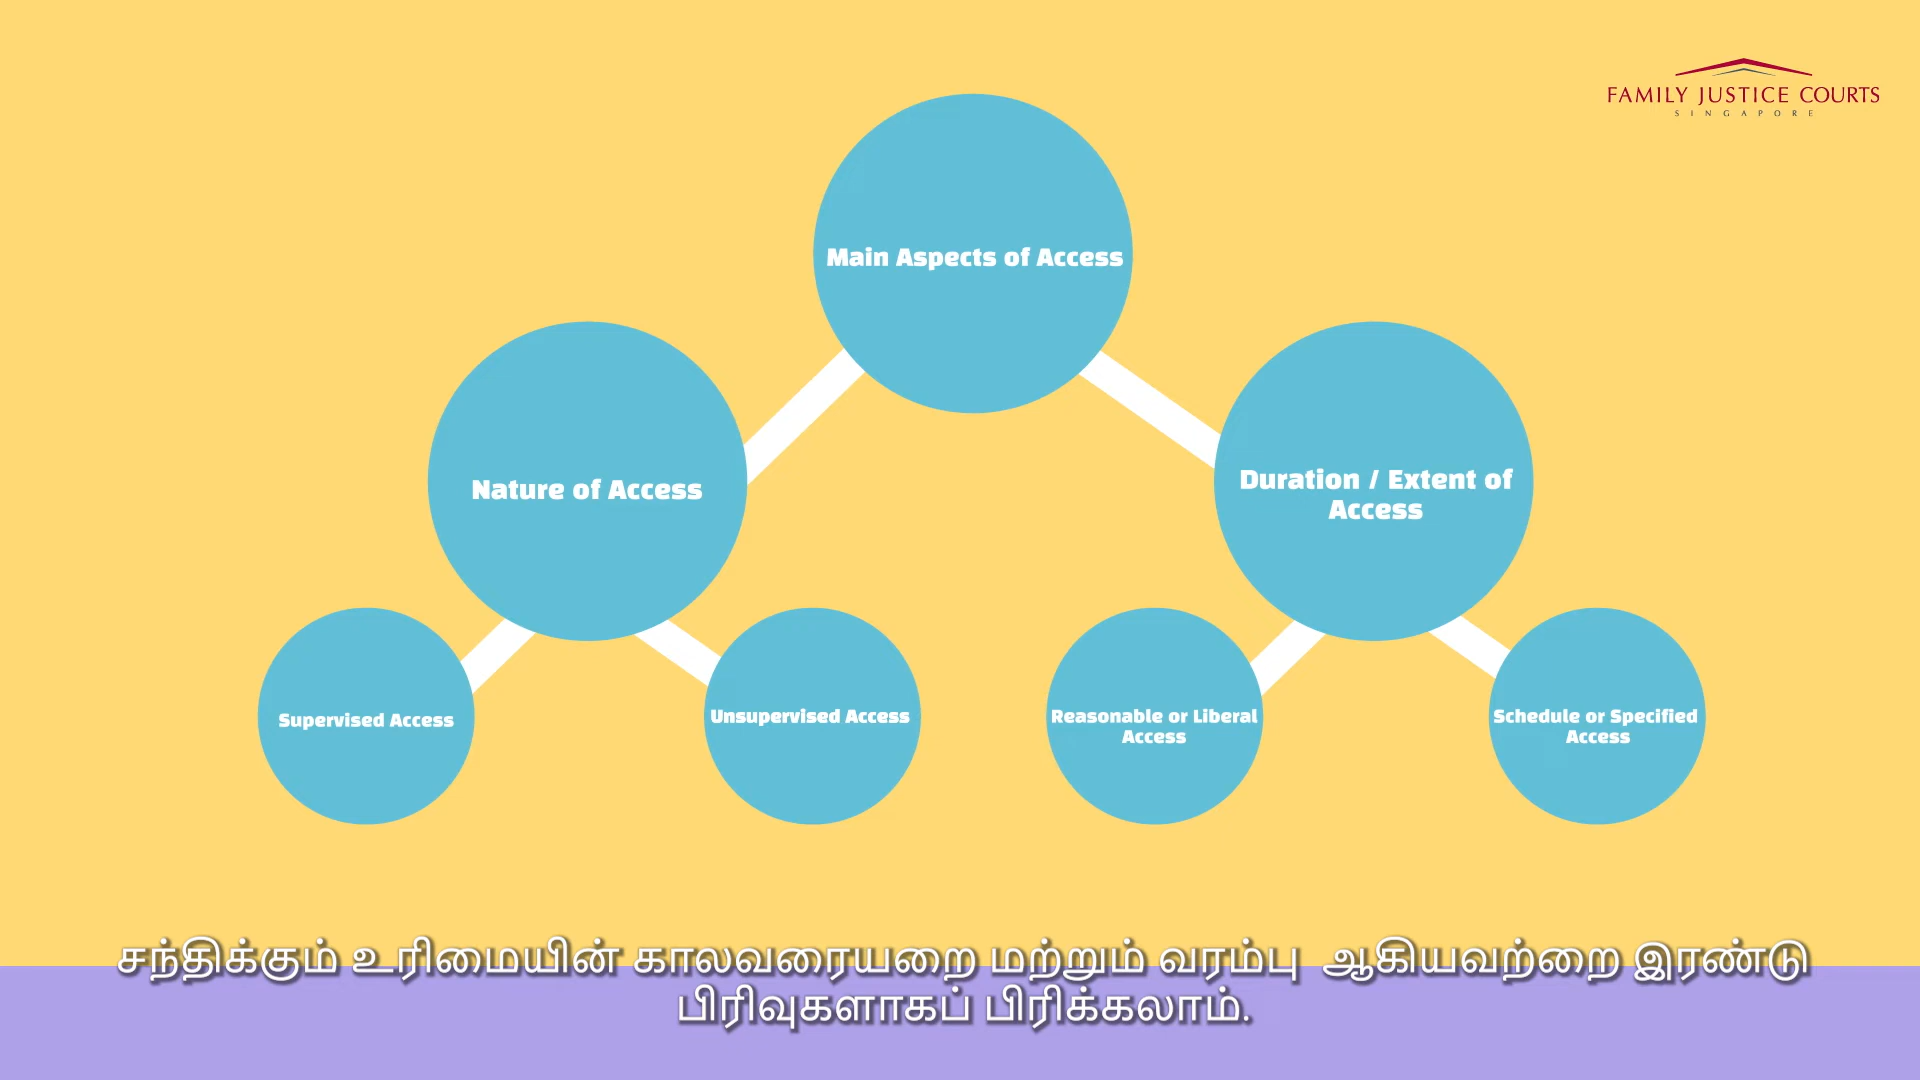 FAMILY JUSTICE COURTS
SINGAPORE
Main Aspects of Access
Nature of Access
Duration / Extent of
Access
Supervised Access
Unsupervised Access
Reasonable or Liberal
Access
Schedule or Specified
Access
சந்திக்கும் உரிமையின் காலவரையறை மற்றும் வரம்பு ஆகியவற்றை இரண்டு
பிரிவுகளாகப் பிரிக்கலாம்.